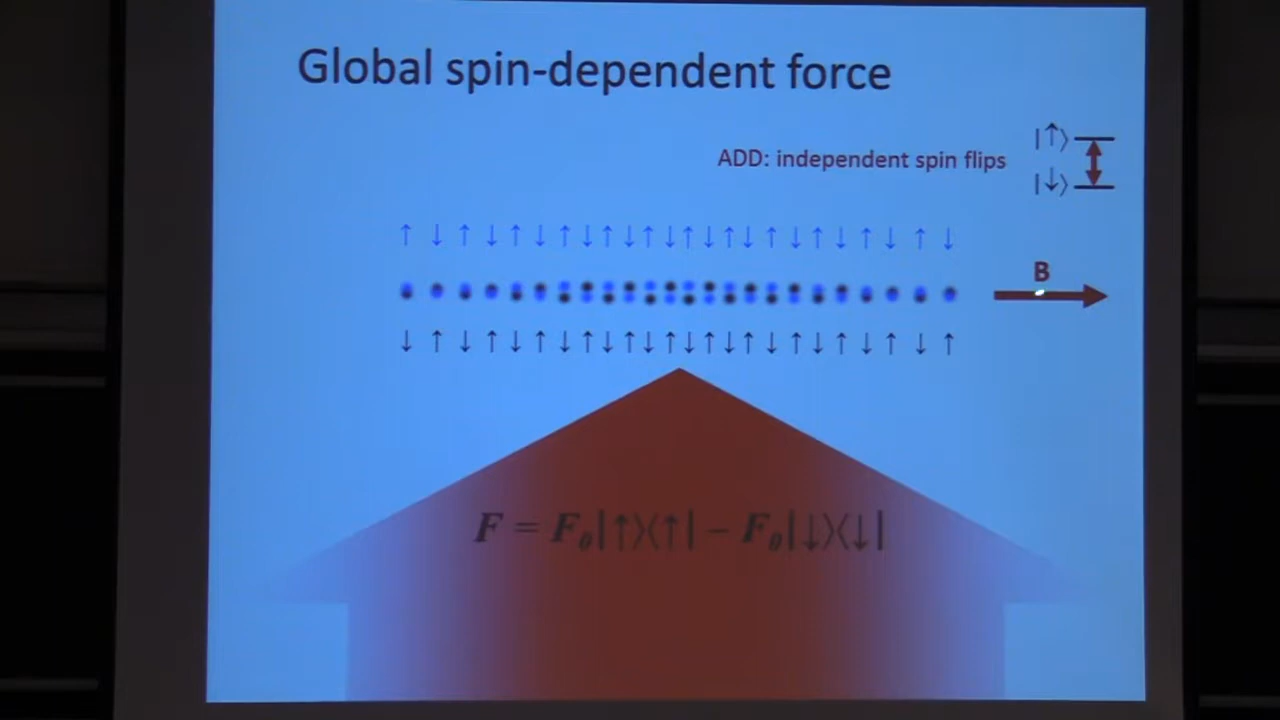 Global spin-dependent force
|↑⟩
ADD: independent spin flips
|↓⟩
↑ ↓ ↑ ↓ ↑ ↓ ↑ ↓ ↑ ↓ ↑ ↓ ↑ ↓ ↑ ↓ ↑ ↓ ↑ ↓ ↑ ↓ ↑ ↓
B
↓ ↑ ↓ ↑ ↓ ↑ ↓ ↑ ↓ ↑ ↓ ↑ ↓ ↑ ↓ ↑ ↓ ↑ ↓ ↑ ↓ ↑ ↓ ↑
F = F₀|↑⟩⟨↑| − F₀|↓⟩⟨↓|